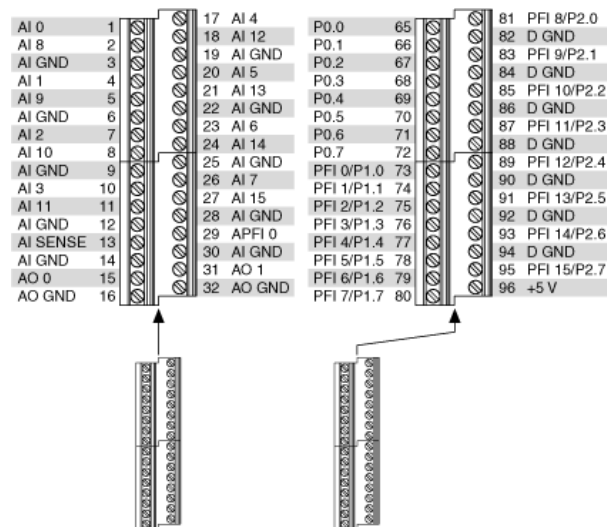 AI 0 1
AI 8 2
AI GND 3
AI 1 4
AI 9 5
AI GND 6
AI 2 7
AI 10 8
AI GND 9
AI 3 10
AI 11 11
AI GND 12
AI SENSE 13
AI GND 14
AO 0 15
AO GND 16
17 AI 4
18 AI 12
19 AI GND
20 AI 5
21 AI 13
22 AI GND
23 AI 6
24 AI 14
25 AI GND
26 AI 7
27 AI 15
28 AI GND
29 APFI 0
30 AI GND
31 AO 1
32 AO GND
P0.0 65
P0.1 66
P0.2 67
P0.3 68
P0.4 69
P0.5 70
P0.6 71
P0.7 72
PFI 0/P1.0 73
PFI 1/P1.1 74
PFI 2/P1.2 75
PFI 3/P1.3 76
PFI 4/P1.4 77
PFI 5/P1.5 78
PFI 6/P1.6 79
PFI 7/P1.7 80
81 PFI 8/P2.0
82 D GND
83 PFI 9/P2.1
84 D GND
85 PFI 10/P2.2
86 D GND
87 PFI 11/P2.3
88 D GND
89 PFI 12/P2.4
90 D GND
91 PFI 13/P2.5
92 D GND
93 PFI 14/P2.6
94 D GND
95 PFI 15/P2.7
96 +5 V